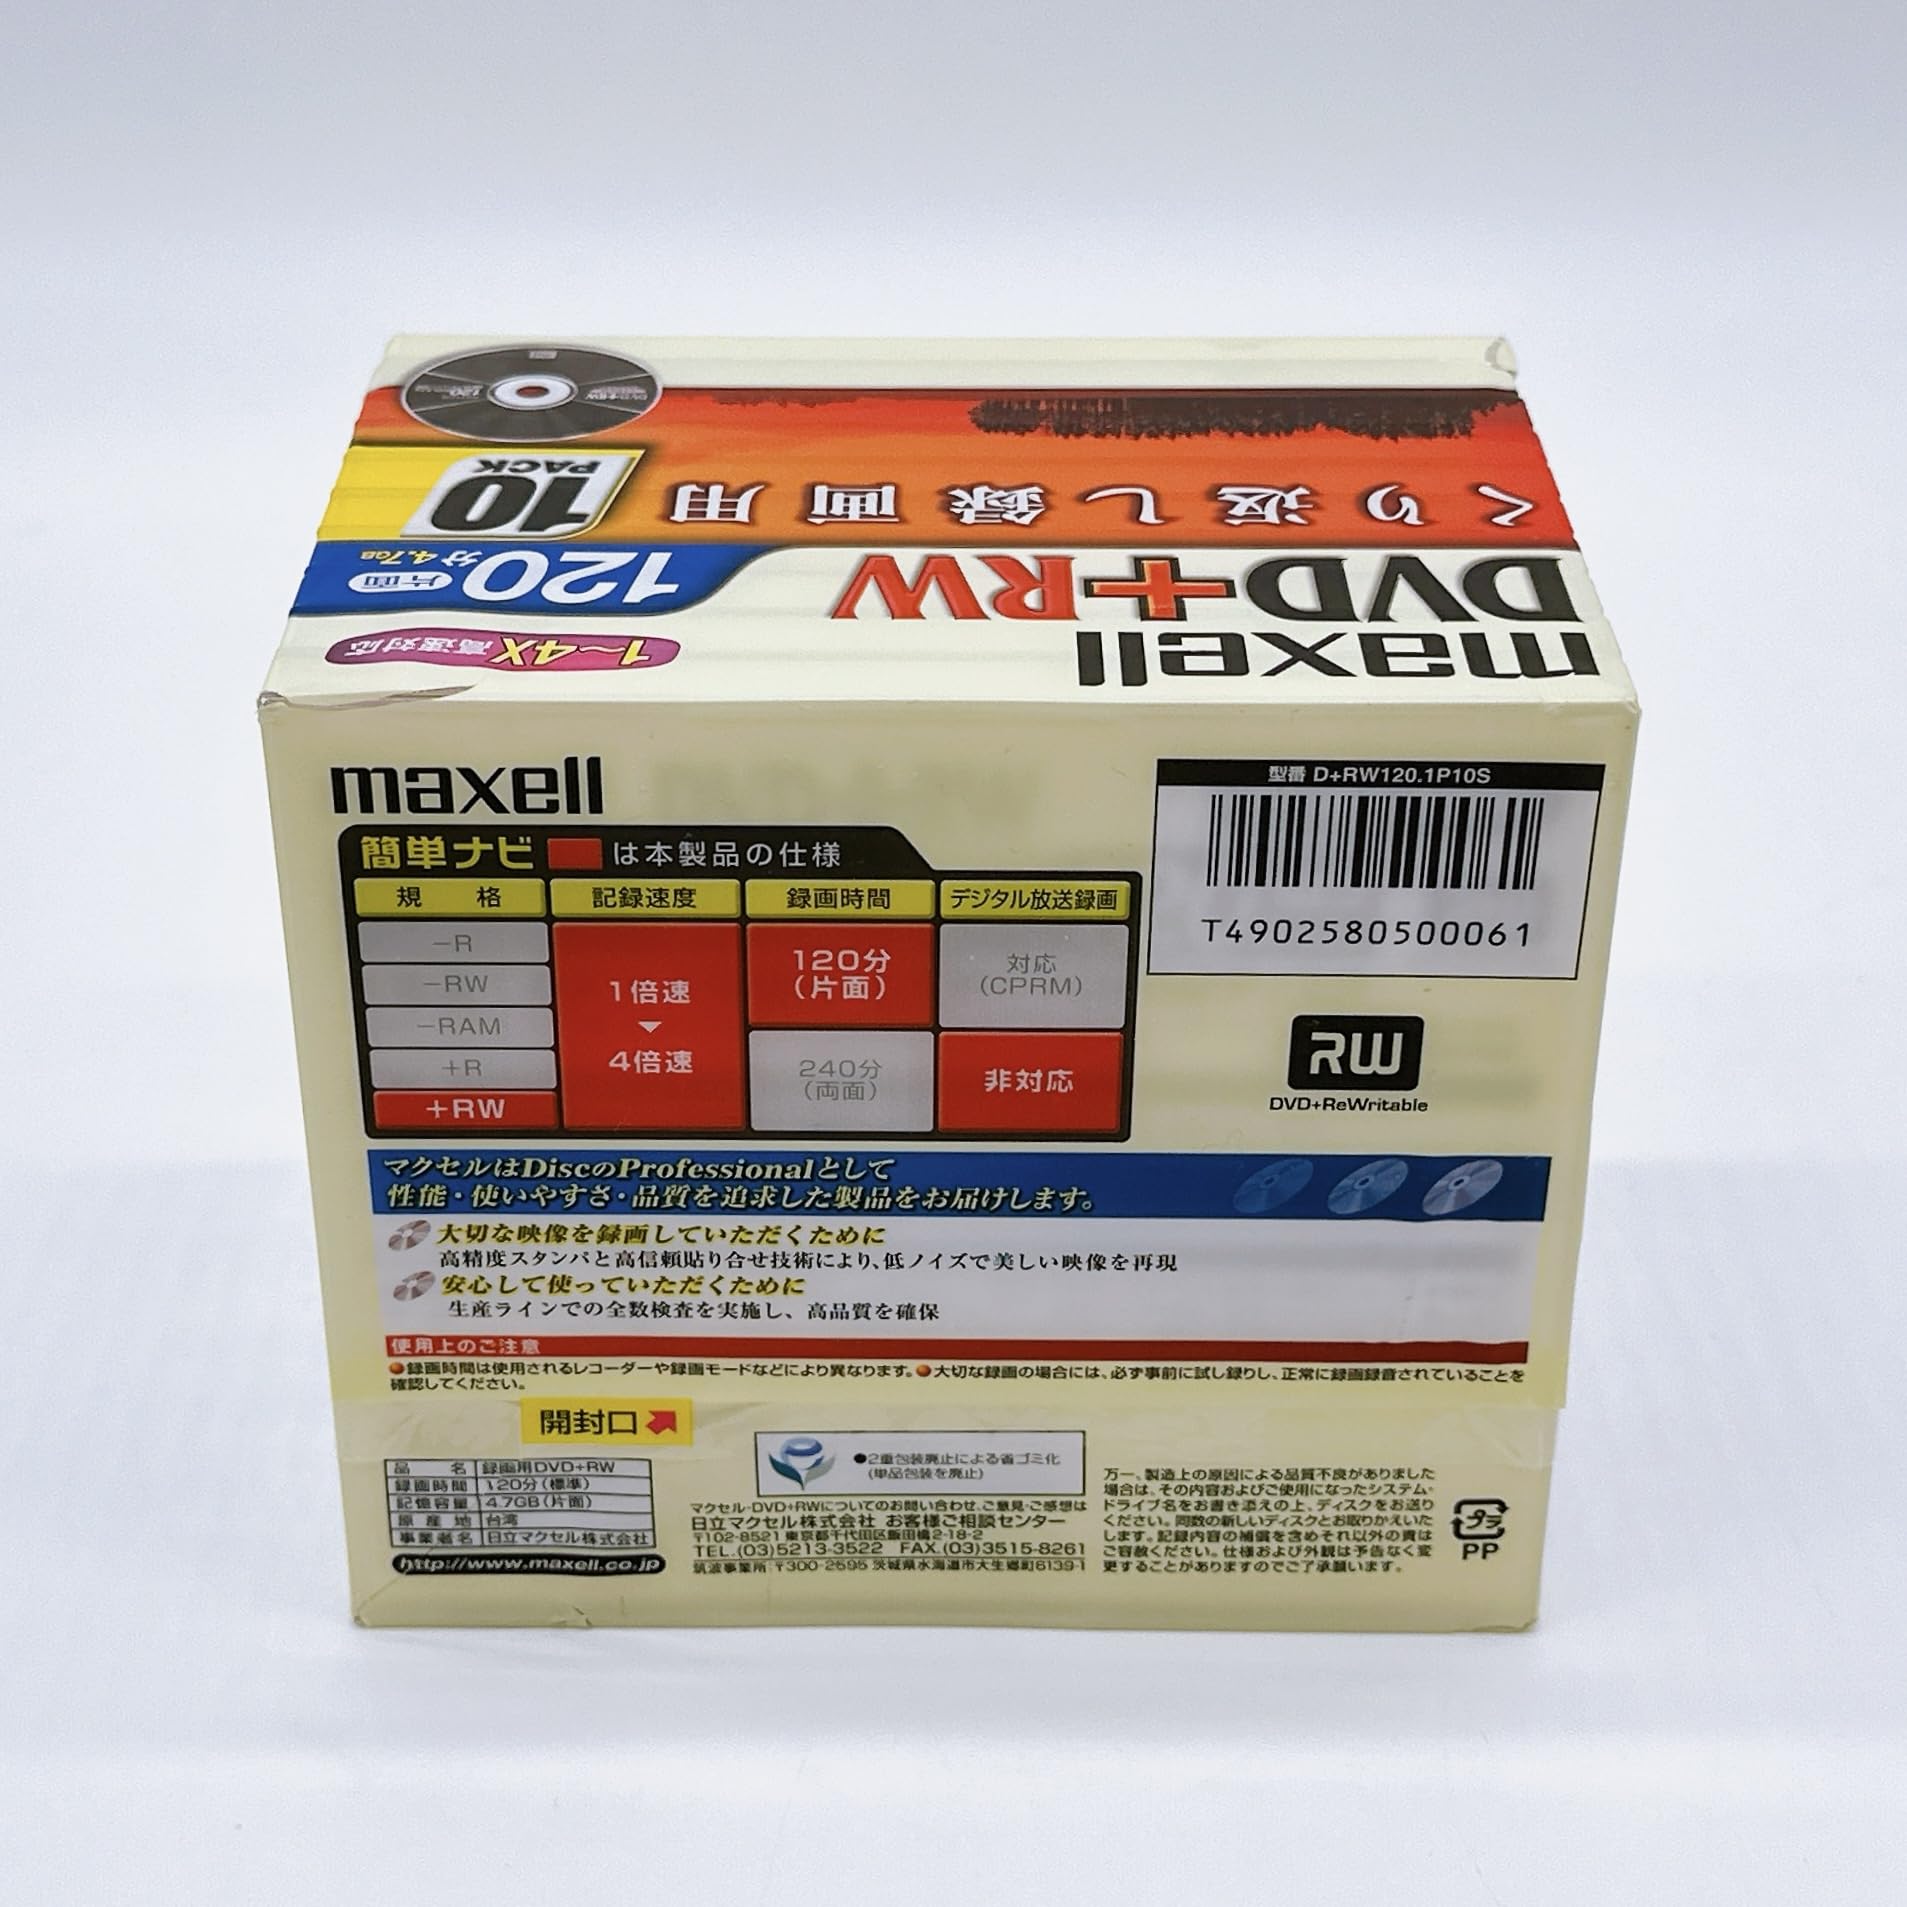 maxell
DVD+RW
くり返し録画用
10
PACK
120分 片面 4.7GB
1~4X 高速対応
maxell
型番 D+RW120.1P10S
T4902580500061
簡単ナビ は本製品の仕様
規格 記録速度 録画時間 デジタル放送録画
-R
-RW
-RAM
+R
+RW
1倍速
4倍速
120分
(片面)
240分
(両面)
対応
(CPRM)
非対応
RW
DVD+ReWritable
マクセルはDiscのProfessionalとして
性能・使いやすさ・品質を追求した製品をお届けします。
大切な映像を録画していただくために
高精度スタンパと高信頼貼り合せ技術により、低ノイズで美しい映像を再現
安心して使っていただくために
生産ラインでの全数検査を実施し、高品質を確保
使用上のご注意
●録画時間は使用されるレコーダーや録画モードなどにより異なります。●大切な録画の場合には、必ず事前に試し録りし、正常に録画録音されていることを
確認してください。
開封口
品名 録画用DVD+RW
録画時間 120分(標準)
記憶容量 4.7GB(片面)
原産地 台湾
事業者名 日立マクセル株式会社
http://www.maxell.co.jp
●2重包装廃止による省ゴミ化
(単品包装を廃止)
マクセル・DVD+RWについてのお問い合わせ、ご意見・ご感想は
日立マクセル株式会社 お客様ご相談センター
〒102-8521 東京都千代田区飯田橋2-18-2
TEL.(03)5213-3522 FAX.(03)3515-8261
筑波事業所:〒300-2595 茨城県水海道市大生郷町6139-1
万一、製造上の原因による品質不良がありました
場合は、その内容およびご使用になったシステム・
ドライブ名をお書き添えの上、ディスクをお送り
ください。同数の新しいディスクとお取りかえいた
します。記録内容の補償を含めそれ以外の責は
ご容赦ください。仕様および外観は予告なく変
更することがありますのでご了承願います。
プラ
PP